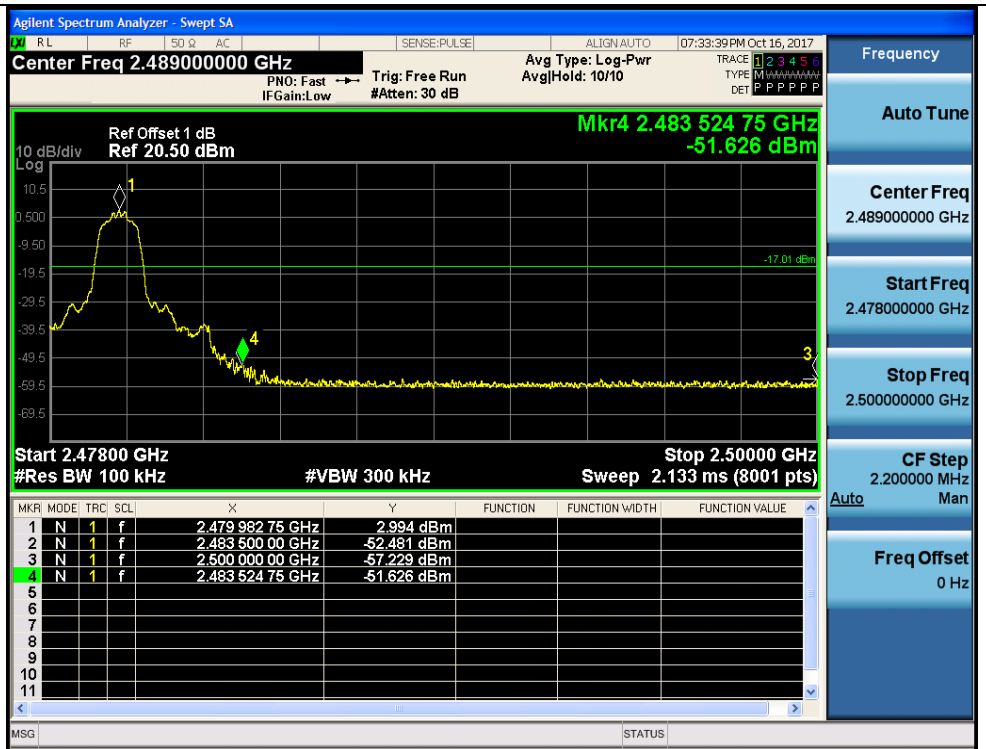 Agilent Spectrum Analyzer - Swept SA
LXI RL RF 50 Ω AC SENSE:PULSE ALIGN AUTO 07:33:39 PM Oct 16, 2017
Center Freq 2.489000000 GHz
PNO: Fast
IFGain:Low
Trig: Free Run
#Atten: 30 dB
Avg Type: Log-Pwr
Avg|Hold: 10/10
TRACE 1 2 3 4 5 6
TYPE M WWWWW
DET P P P P P P
Ref Offset 1 dB
10 dB/div Ref 20.50 dBm
Log
Mkr4 2.483 524 75 GHz
-51.626 dBm
10.5
0.500
-9.50
-19.5
-29.5
-39.5
-49.5
-59.5
-69.5
1
4
3
-17.01 dBm
Start 2.47800 GHz Stop 2.50000 GHz
#Res BW 100 kHz #VBW 300 kHz Sweep 2.133 ms (8001 pts)
MKR MODE TRC SCL X Y FUNCTION FUNCTION WIDTH FUNCTION VALUE
1 N 1 f 2.479 982 75 GHz 2.994 dBm
2 N 1 f 2.483 500 00 GHz -52.481 dBm
3 N 1 f 2.500 000 00 GHz -57.229 dBm
4 N 1 f 2.483 524 75 GHz -51.626 dBm
5
6
7
8
9
10
11
MSG STATUS
Frequency
Auto Tune
Center Freq
2.489000000 GHz
Start Freq
2.478000000 GHz
Stop Freq
2.500000000 GHz
CF Step
2.200000 MHz
Auto Man
Freq Offset
0 Hz